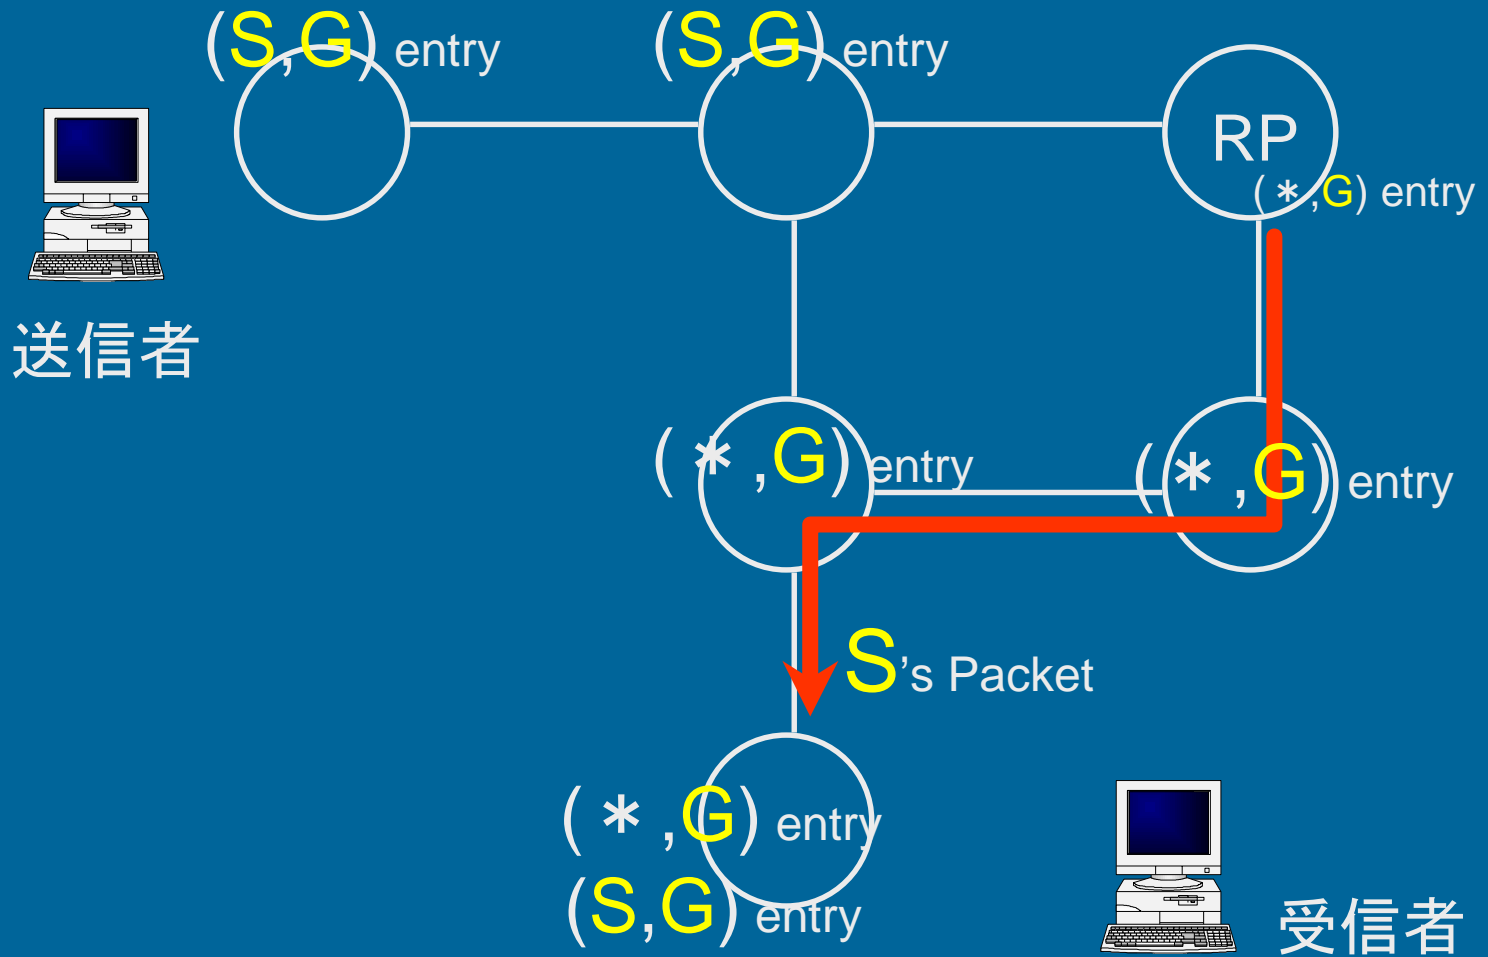 (S,G) entry
(S,G) entry
RP
(*,G) entry
送信者
(*,G) entry
(*,G) entry
S's Packet
(*,G) entry
(S,G) entry
受信者